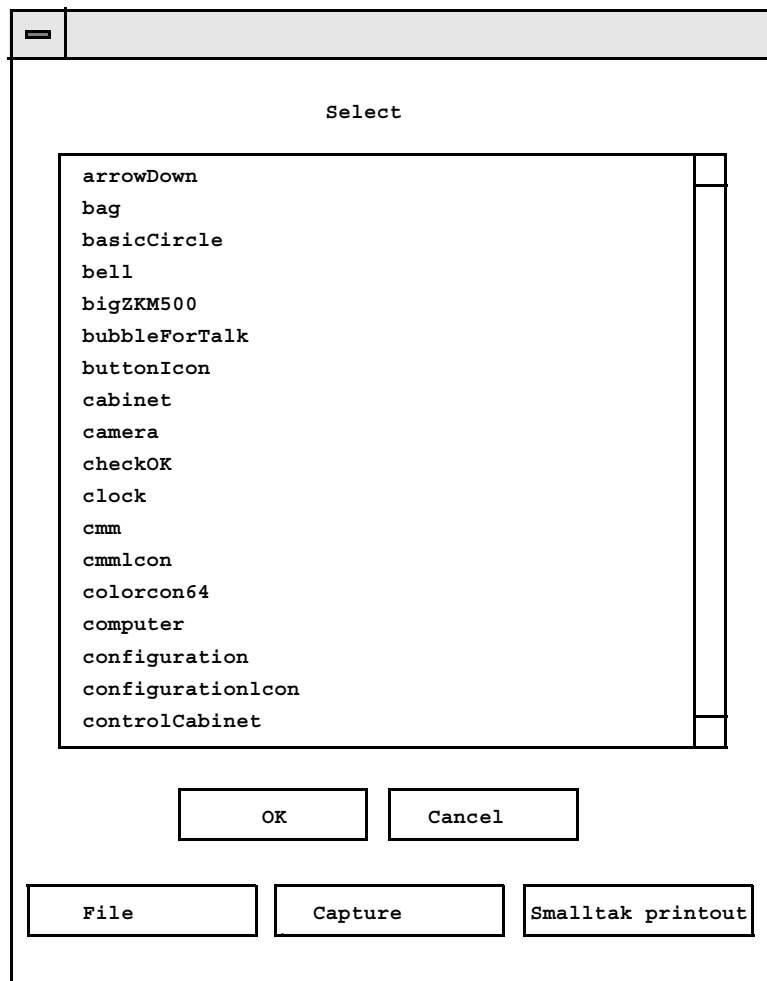 Select
arrowDown
bag
basicCircle
bell
bigZKM500
bubbleForTalk
buttonIcon
cabinet
camera
checkOK
clock
cmm
cmmlcon
colorcon64
computer
configuration
configurationlcon
controlCabinet
OK Cancel
File Capture Smalltak printout